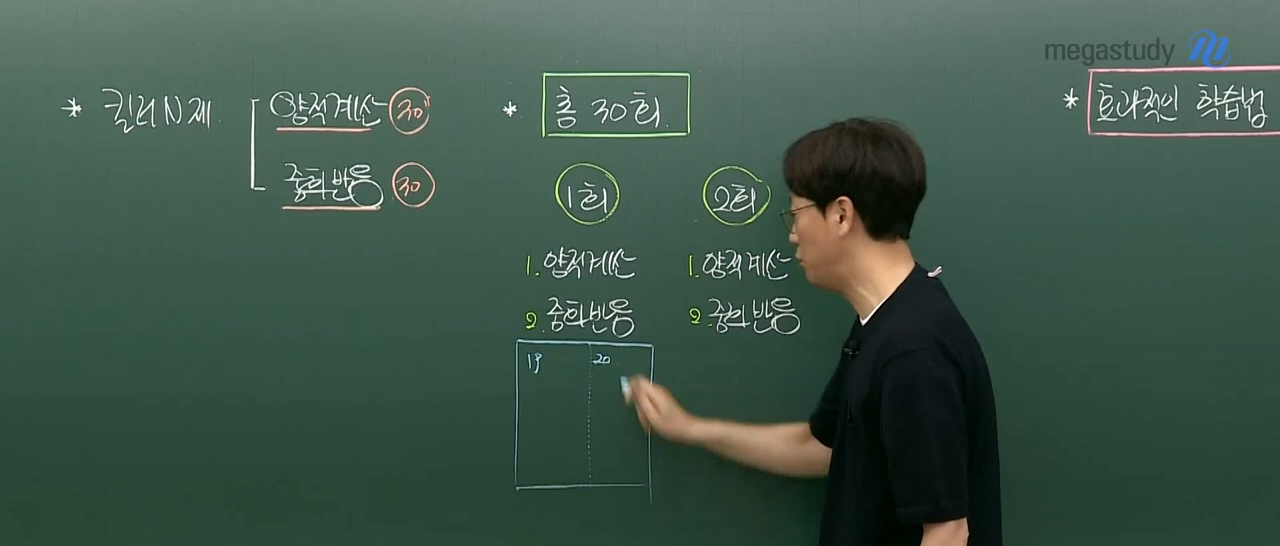 megastudy
* 킬러N제
양적계산 30
중화반응 30
* 총 30회.
1회
1. 양적계산
2. 중화반응
19 20
2회
1. 양적계산
2. 중화반응
* 효과적인 학습법